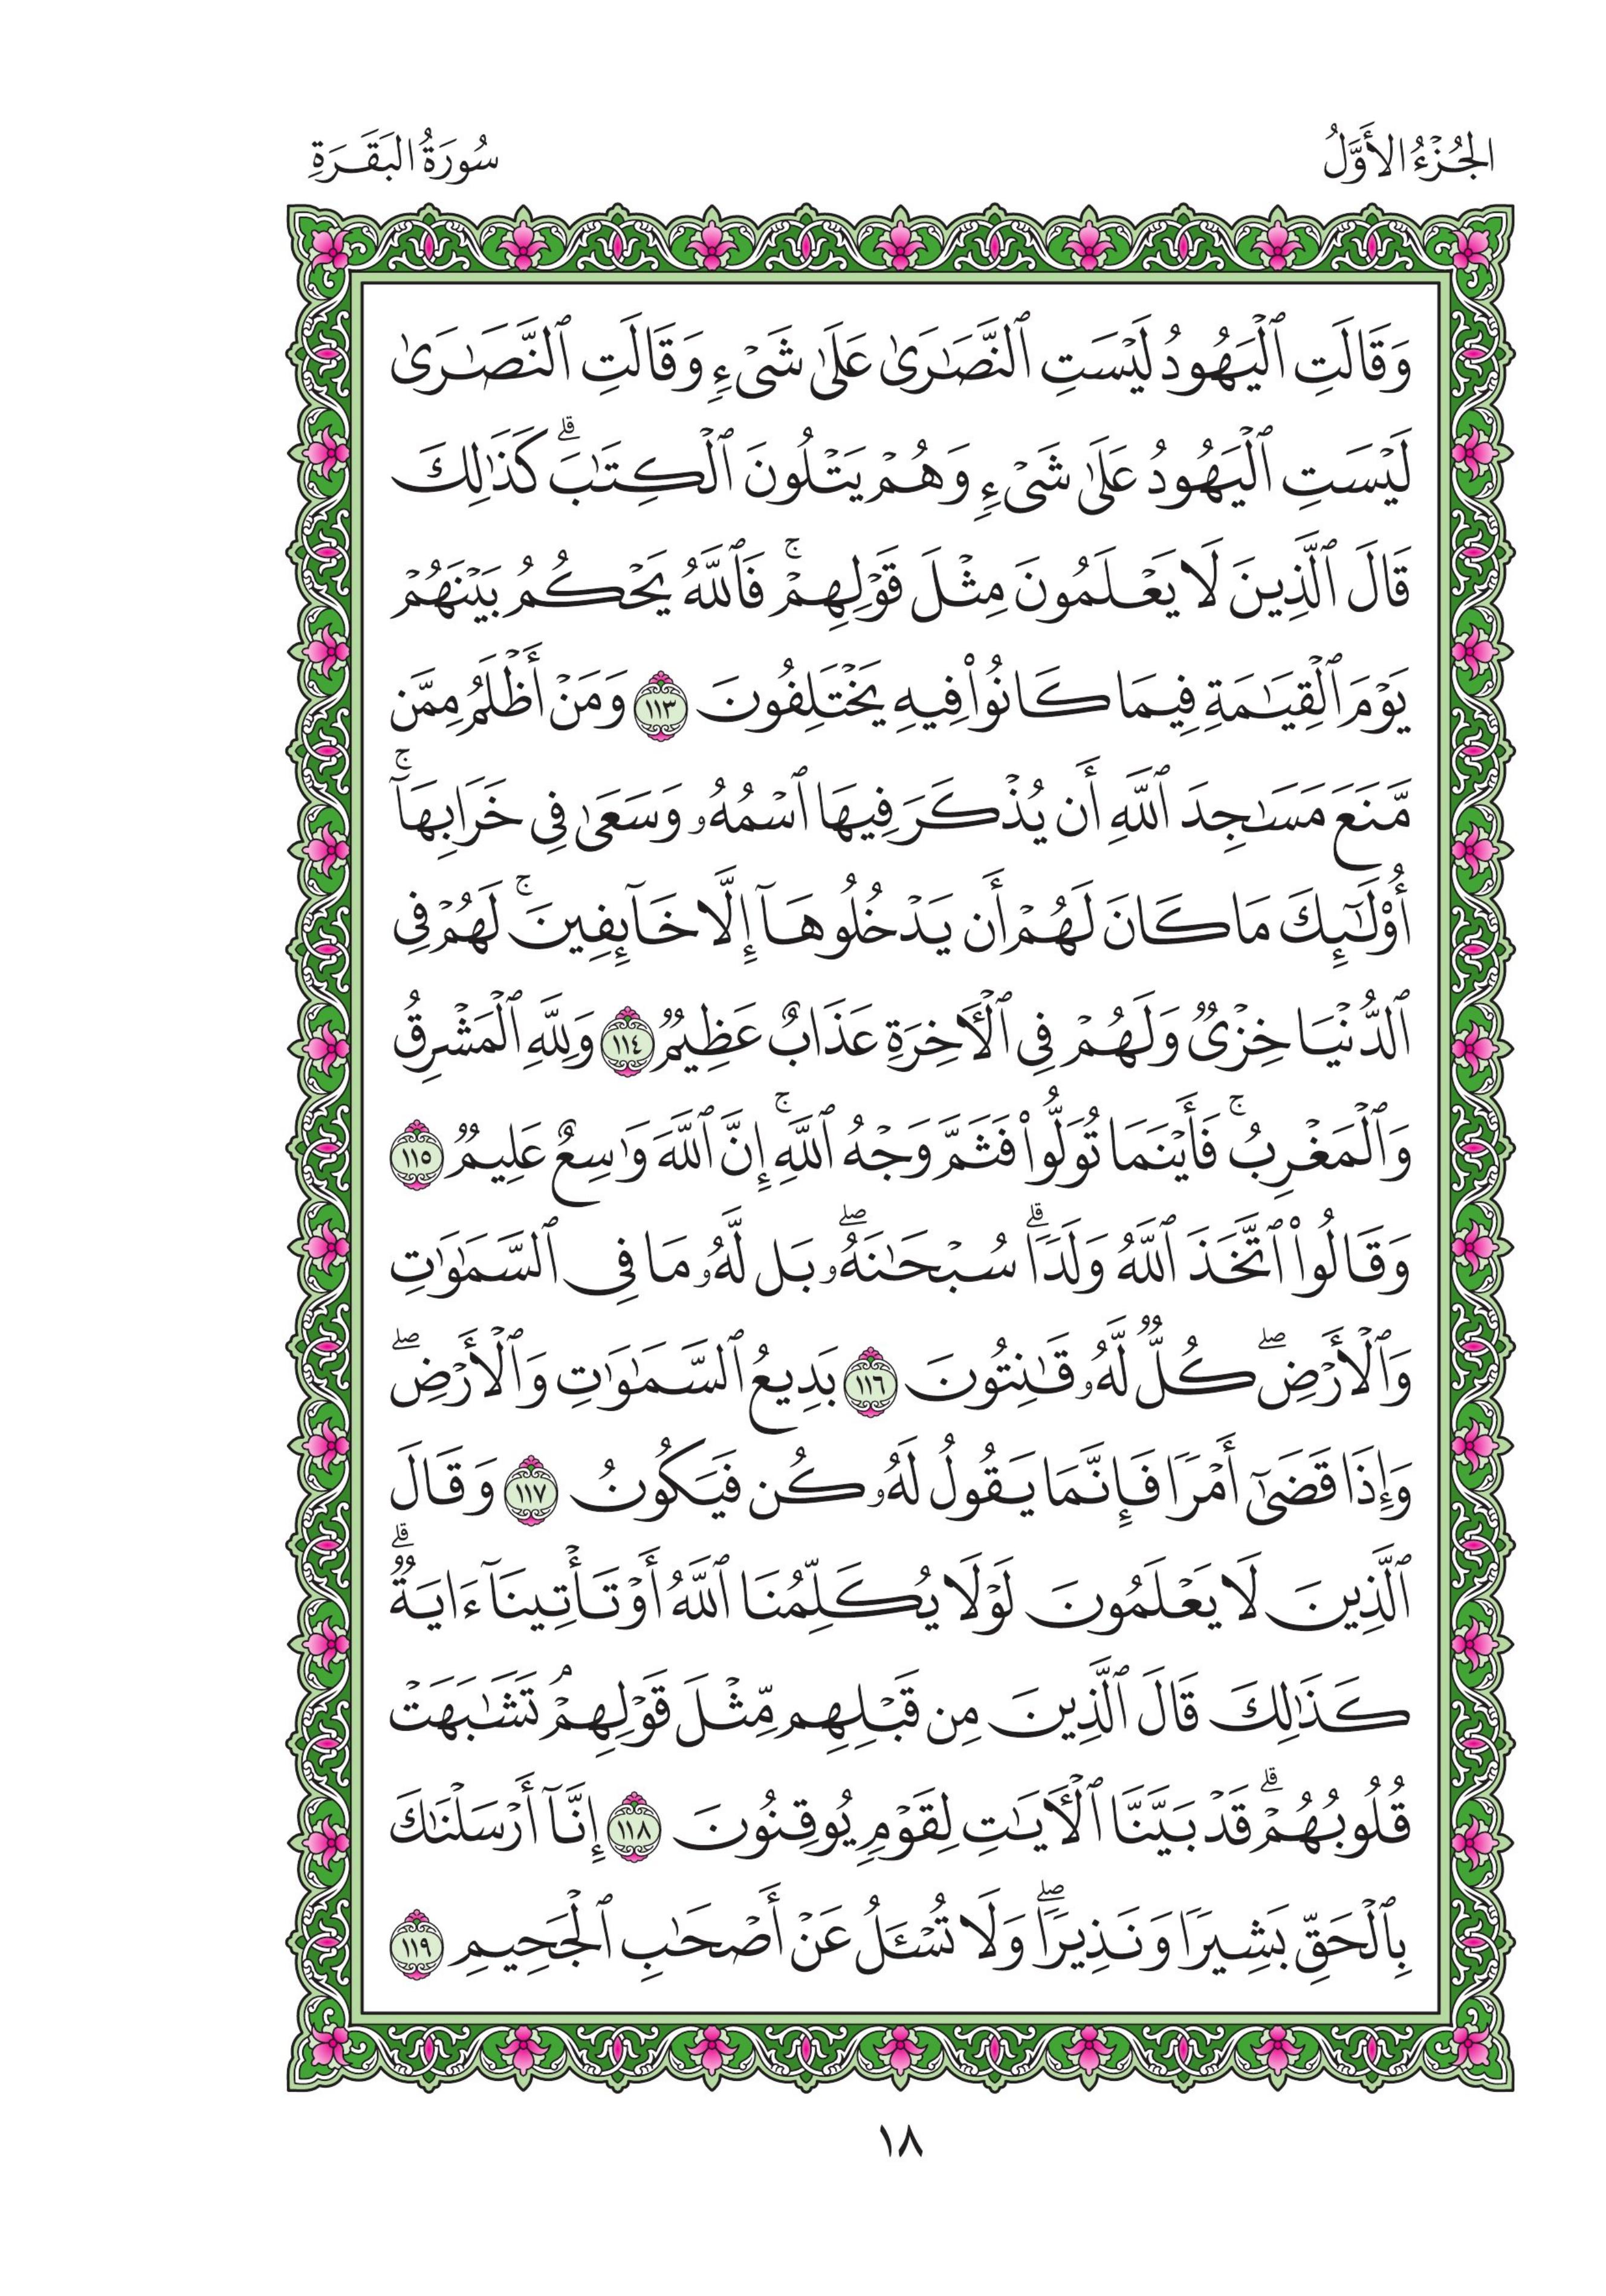 الجُزْءُ الأَوَّلُ
سُورَةُ البَقَرَةِ
وَقَالَتِ ٱلْيَهُودُ لَيْسَتِ ٱلنَّصَٰرَىٰ عَلَىٰ شَىْءٍ وَقَالَتِ ٱلنَّصَٰرَىٰ
لَيْسَتِ ٱلْيَهُودُ عَلَىٰ شَىْءٍ وَهُمْ يَتْلُونَ ٱلْكِتَٰبَۗ كَذَٰلِكَ
قَالَ ٱلَّذِينَ لَا يَعْلَمُونَ مِثْلَ قَوْلِهِمْۚ فَٱللَّهُ يَحْكُمُ بَيْنَهُمْ
يَوْمَ ٱلْقِيَٰمَةِ فِيمَا كَانُوا۟ فِيهِ يَخْتَلِفُونَ ١١٣ وَمَنْ أَظْلَمُ مِمَّن
مَّنَعَ مَسَٰجِدَ ٱللَّهِ أَن يُذْكَرَ فِيهَا ٱسْمُهُۥ وَسَعَىٰ فِى خَرَابِهَآۚ
أُو۟لَٰٓئِكَ مَا كَانَ لَهُمْ أَن يَدْخُلُوهَآ إِلَّا خَآئِفِينَۚ لَهُمْ فِى
ٱلدُّنْيَا خِزْىٌ وَلَهُمْ فِى ٱلْءَاخِرَةِ عَذَابٌ عَظِيمٌ ١١٤ وَلِلَّهِ ٱلْمَشْرِقُ
وَٱلْمَغْرِبُۚ فَأَيْنَمَا تُوَلُّوا۟ فَثَمَّ وَجْهُ ٱللَّهِۚ إِنَّ ٱللَّهَ وَٰسِعٌ عَلِيمٌ ١١٥
وَقَالُوا۟ ٱتَّخَذَ ٱللَّهُ وَلَدًاۗ سُبْحَٰنَهُۥۖ بَل لَّهُۥ مَا فِى ٱلسَّمَٰوَٰتِ
وَٱلْأَرْضِۖ كُلٌّ لَّهُۥ قَٰنِتُونَ ١١٦ بَدِيعُ ٱلسَّمَٰوَٰتِ وَٱلْأَرْضِۖ
وَإِذَا قَضَىٰٓ أَمْرًا فَإِنَّمَا يَقُولُ لَهُۥ كُن فَيَكُونُ ١١٧ وَقَالَ
ٱلَّذِينَ لَا يَعْلَمُونَ لَوْلَا يُكَلِّمُنَا ٱللَّهُ أَوْ تَأْتِينَآ ءَايَةٌۗ
كَذَٰلِكَ قَالَ ٱلَّذِينَ مِن قَبْلِهِم مِّثْلَ قَوْلِهِمْۘ تَشَٰبَهَتْ
قُلُوبُهُمْۗ قَدْ بَيَّنَّا ٱلْءَايَٰتِ لِقَوْمٍ يُوقِنُونَ ١١٨ إِنَّآ أَرْسَلْنَٰكَ
بِٱلْحَقِّ بَشِيرًا وَنَذِيرًاۖ وَلَا تُسْـَٔلُ عَنْ أَصْحَٰبِ ٱلْجَحِيمِ ١١٩
١٨